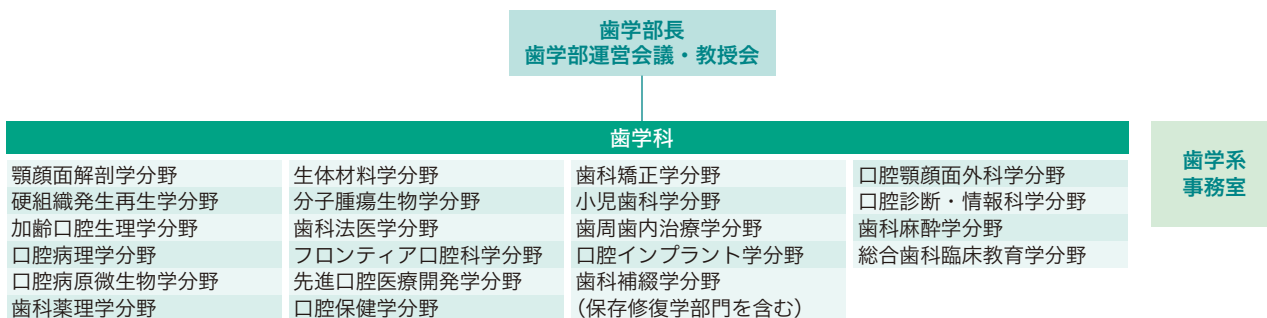 歯学部長
歯学部運営会議・教授会
歯学科
顎顔面解剖学分野
硬組織発生再生学分野
加齢口腔生理学分野
口腔病理学分野
口腔病原微生物学分野
歯科薬理学分野
生体材料学分野
分子腫瘍生物学分野
歯科法医学分野
フロンティア口腔科学分野
先進口腔医療開発学分野
口腔保健学分野
歯科矯正学分野
小児歯科学分野
歯周歯内治療学分野
口腔インプラント学分野
歯科補綴学分野
(保存修復学部門を含む)
口腔顎顔面外科学分野
口腔診断・情報科学分野
歯科麻酔学分野
総合歯科臨床教育学分野
歯学系
事務室